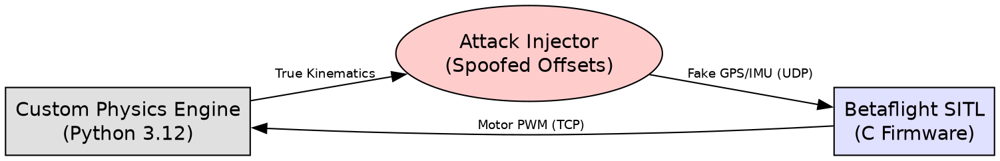 Attack Injector
(Spoofed Offsets)
True Kinematics
Fake GPS/IMU (UDP)
Custom Physics Engine
(Python 3.12)
Motor PWM (TCP)
Betaflight SITL
(C Firmware)